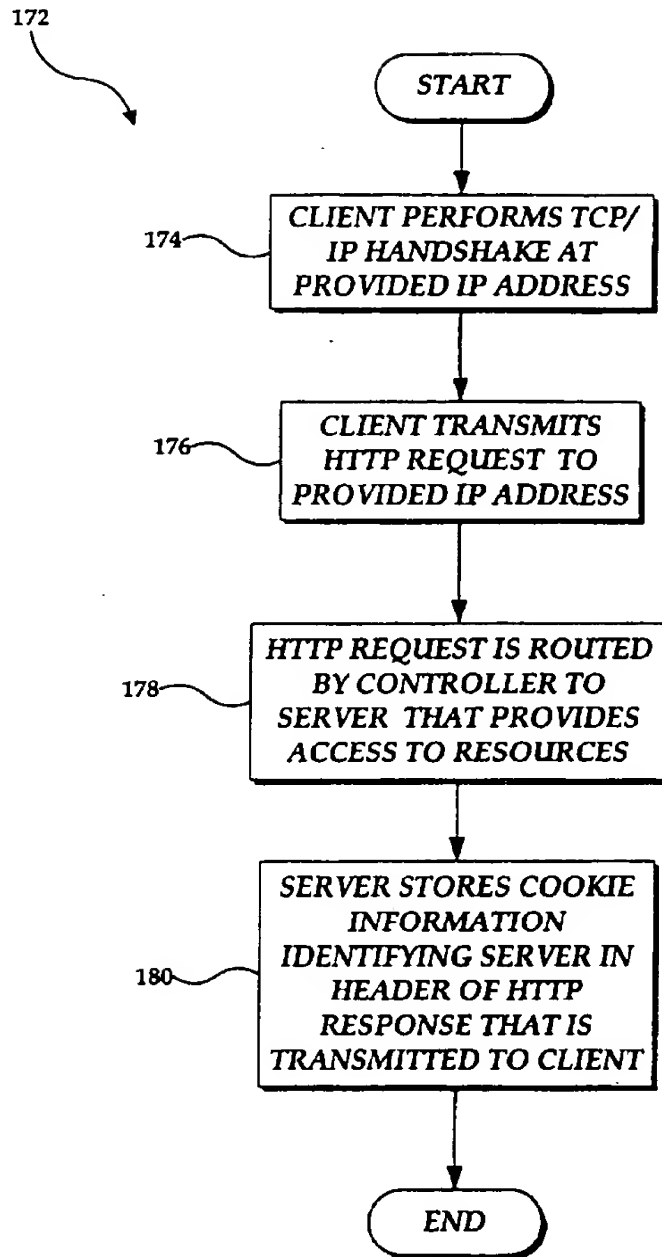 172
START
174
CLIENT PERFORMS TCP/
IP HANDSHAKE AT
PROVIDED IP ADDRESS
176
CLIENT TRANSMITS
HTTP REQUEST TO
PROVIDED IP ADDRESS
178
HTTP REQUEST IS ROUTED
BY CONTROLLER TO
SERVER THAT PROVIDES
ACCESS TO RESOURCES
180
SERVER STORES COOKIE
INFORMATION
IDENTIFYING SERVER IN
HEADER OF HTTP
RESPONSE THAT IS
TRANSMITTED TO CLIENT
END